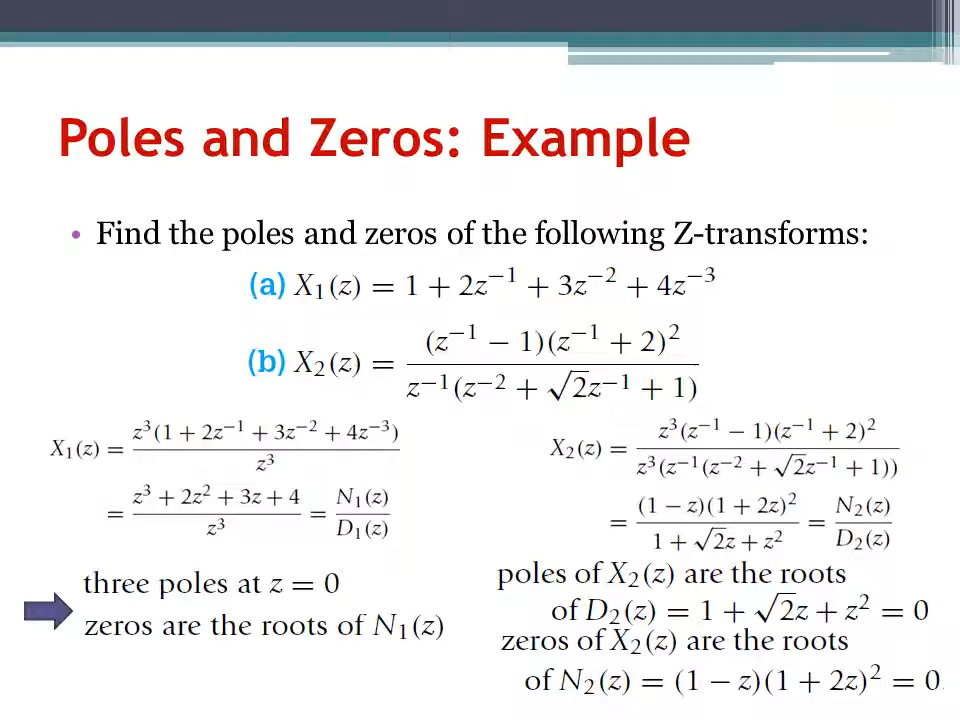 Poles and Zeros: Example
• Find the poles and zeros of the following Z-transforms:
(a) X₁(z) = 1 + 2z⁻¹ + 3z⁻² + 4z⁻³
(b) X₂(z) = (z⁻¹ − 1)(z⁻¹ + 2)² / z⁻¹(z⁻² + √2z⁻¹ + 1)
X₁(z) = z³(1 + 2z⁻¹ + 3z⁻² + 4z⁻³) / z³
= z³ + 2z² + 3z + 4 / z³ = N₁(z) / D₁(z)
three poles at z = 0
zeros are the roots of N₁(z)
X₂(z) = z³(z⁻¹ − 1)(z⁻¹ + 2)² / z³(z⁻¹(z⁻² + √2z⁻¹ + 1))
= (1 − z)(1 + 2z)² / 1 + √2z + z² = N₂(z) / D₂(z)
poles of X₂(z) are the roots
of D₂(z) = 1 + √2z + z² = 0
zeros of X₂(z) are the roots
of N₂(z) = (1 − z)(1 + 2z)² = 0